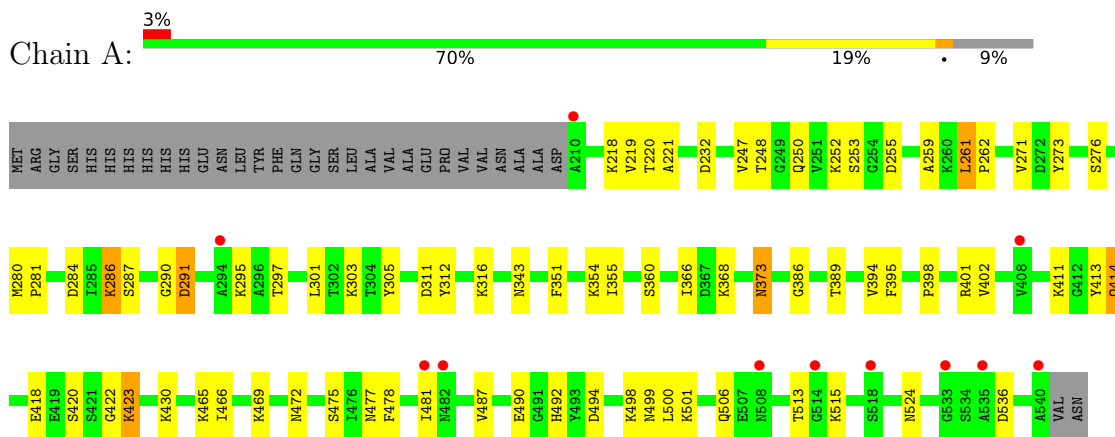 3%
Chain A:
70% 19% • 9%
MET ARG GLY SER HIS HIS HIS HIS HIS HIS GLU ASN LEU TYR PHE GLN GLY SER LEU ALA VAL ALA GLU PRO VAL VAL ASN ALA ALA ASP A210 K218 V219 T220 A221 D232 V247 T248 G249 Q250 V251 K252 S253 G254 D255 A259 K260 L261 P262 V271 D272 Y273 S276
M280 P281 D284 I285 K286 S287 G290 D291 A294 K295 A296 T297 L301 T302 K303 T304 Y305 D311 Y312 K316 N343 F351 K354 I355 S360 I366 D367 K368 N373 G386 T389 V394 F395 P398 R401 V402 V408 K411 G412 Y413
E418 E419 S420 S421 G422 K423 K430 K465 I466 K469 N472 S475 I476 N477 F478 I481 N482 V487 E490 G491 H492 Y493 D494 K498 N499 L500 K501 Q506 E507 N508 T513 G514 K515 S518 N524 G533 S534 A535 D536 A540 VAL ASN